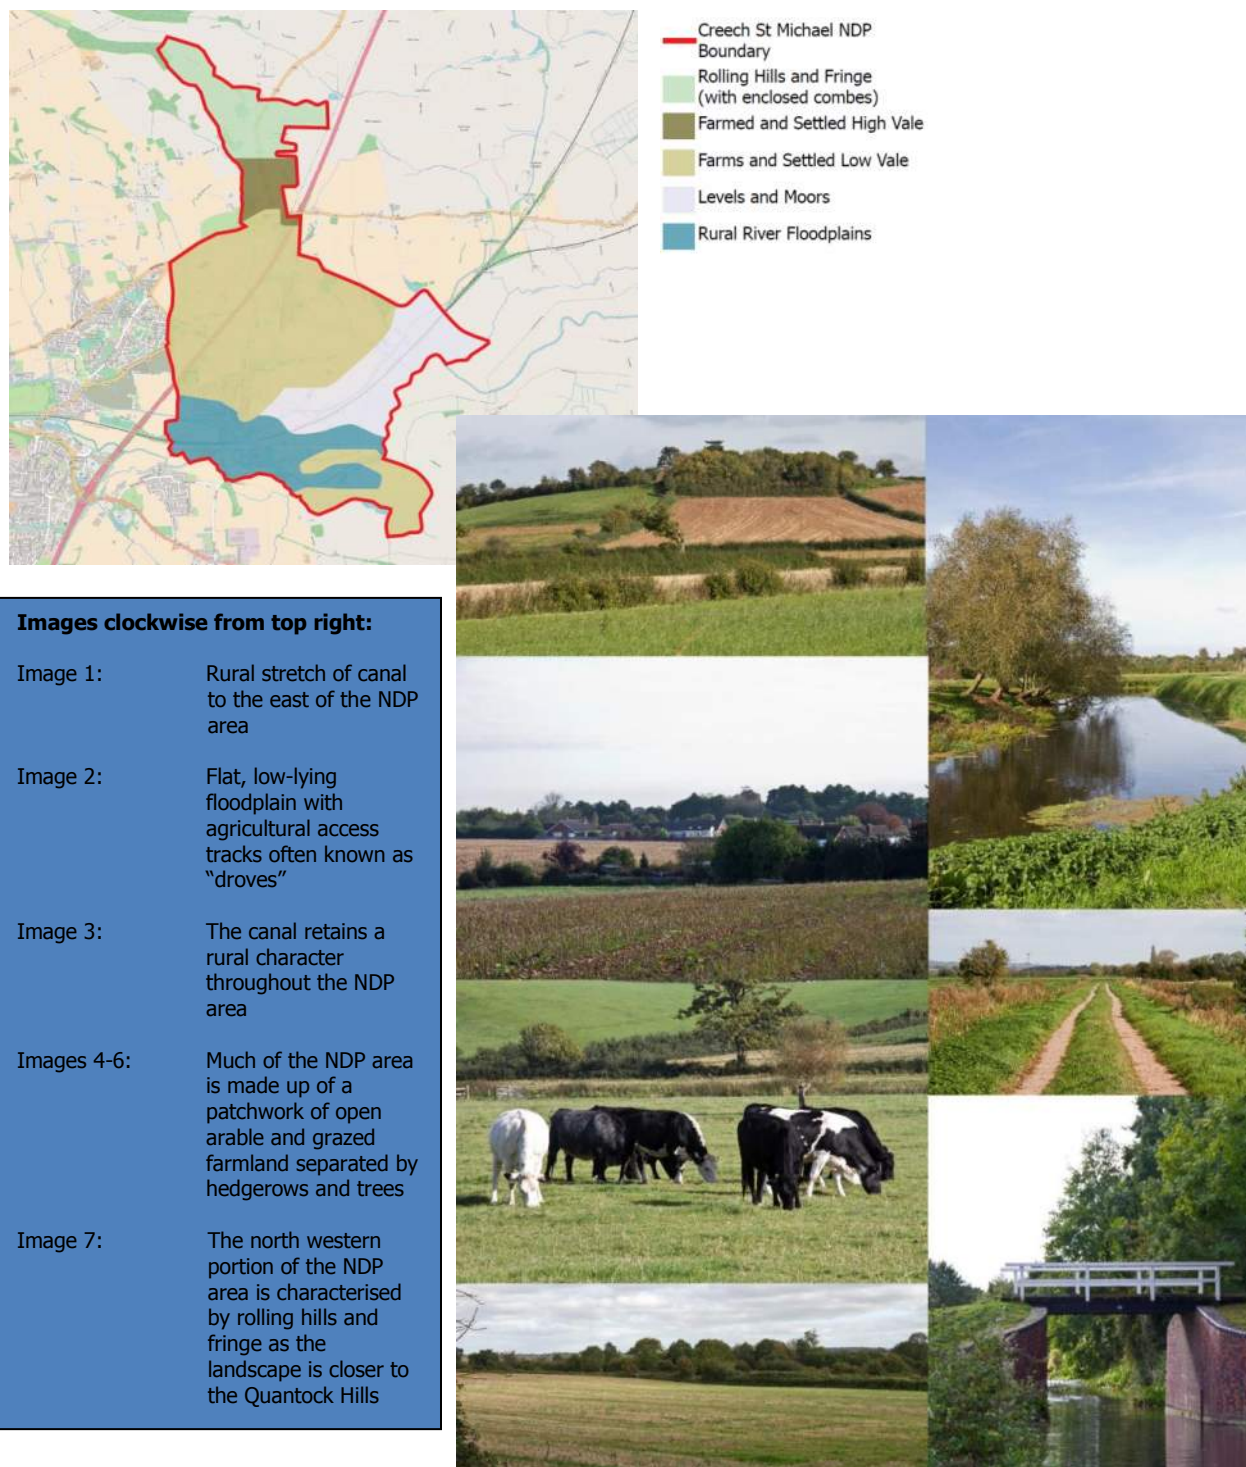 Creech St Michael NDP
Boundary
Rolling Hills and Fringe
(with enclosed combes)
Farmed and Settled High Vale
Farms and Settled Low Vale
Levels and Moors
Rural River Floodplains
Images clockwise from top right:
Image 1: Rural stretch of canal
to the east of the NDP
area
Image 2: Flat, low-lying
floodplain with
agricultural access
tracks often known as
“droves”
Image 3: The canal retains a
rural character
throughout the NDP
area
Images 4-6: Much of the NDP area
is made up of a
patchwork of open
arable and grazed
farmland separated by
hedgerows and trees
Image 7: The north western
portion of the NDP
area is characterised
by rolling hills and
fringe as the
landscape is closer to
the Quantock Hills